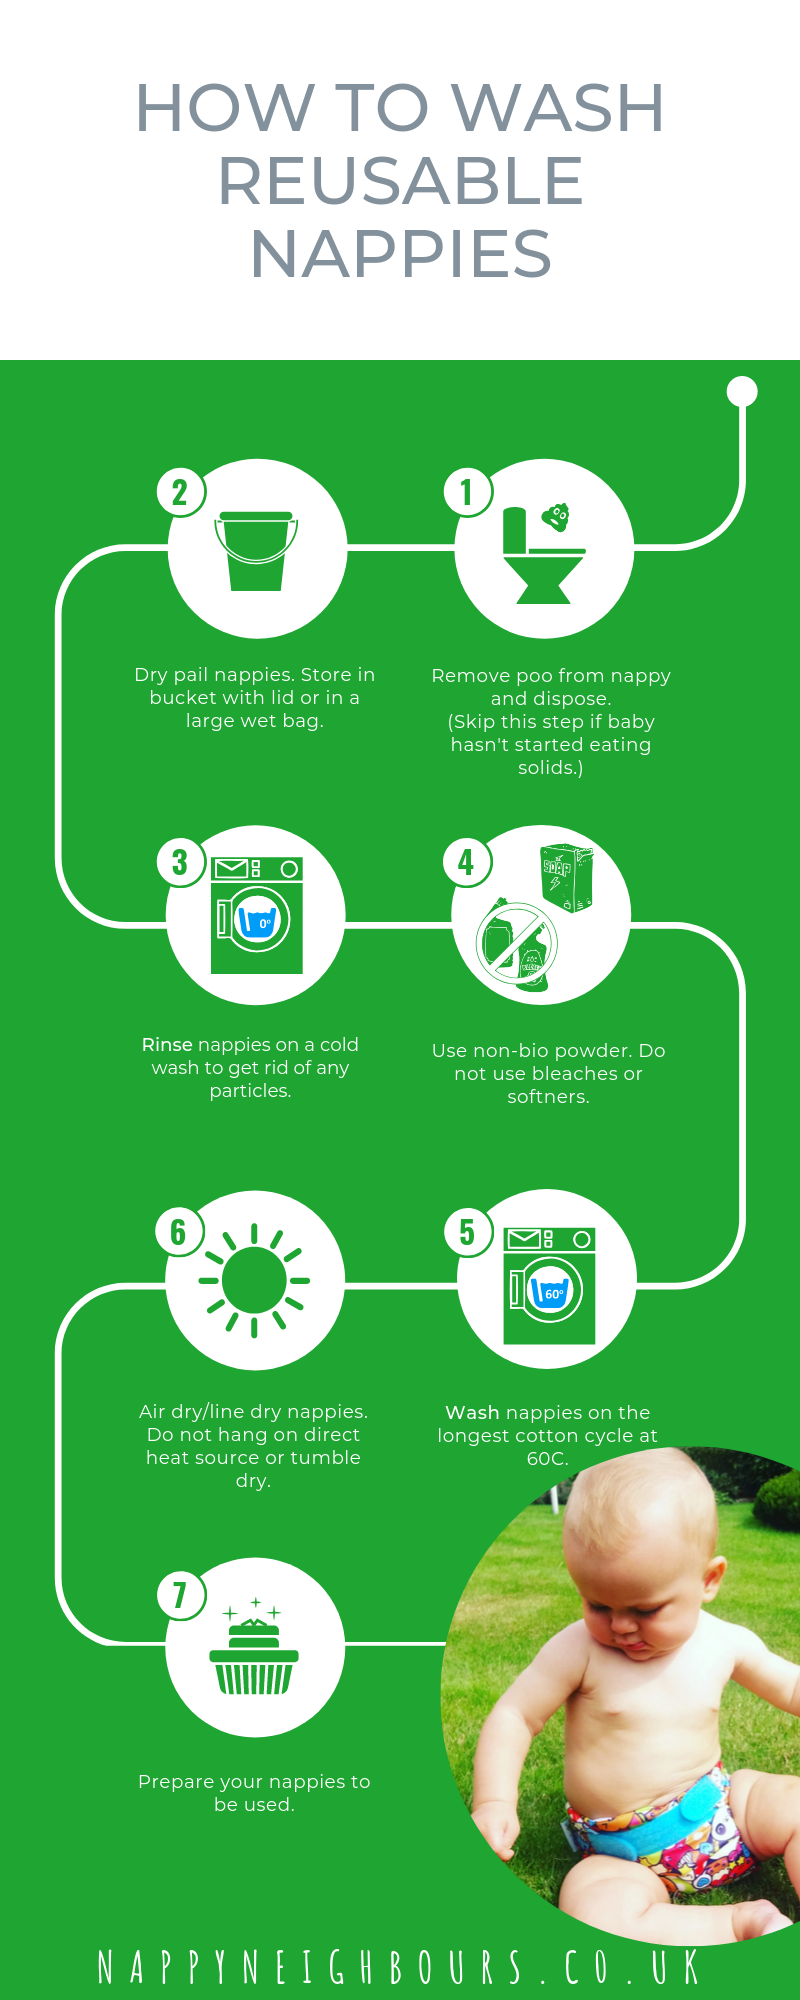 HOW TO WASH
REUSABLE
NAPPIES
1
Remove poo from nappy
and dispose.
(Skip this step if baby
hasn't started eating
solids.)
2
Dry pail nappies. Store in
bucket with lid or in a
large wet bag.
3
0º
Rinse nappies on a cold
wash to get rid of any
particles.
4
SOAP
Use non-bio powder. Do
not use bleaches or
softners.
5
60º
Wash nappies on the
longest cotton cycle at
60C.
6
Air dry/line dry nappies.
Do not hang on direct
heat source or tumble
dry.
7
Prepare your nappies to
be used.
NAPPYNEIGHBOURS.CO.UK